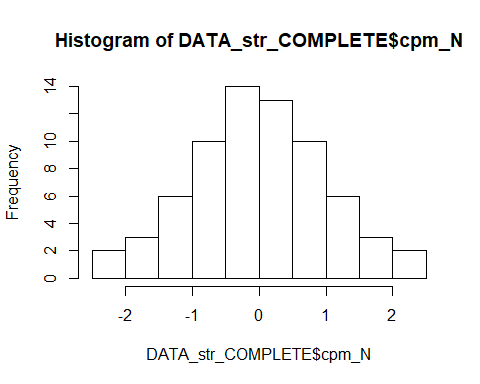 Histogram of DATA_str_COMPLETE$cpm_N
Frequency
14
10
8
6
4
2
0
-2 -1 0 1 2
DATA_str_COMPLETE$cpm_N